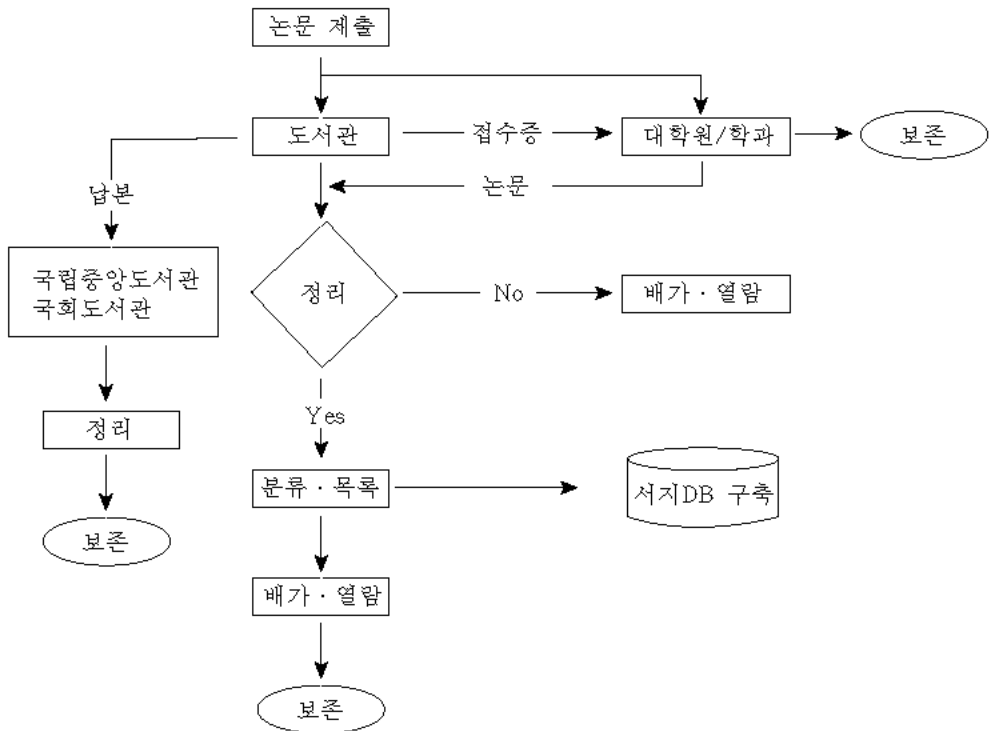 논문 제출
도서관
접수증
대학원/학과
보존
납본
논문
국립중앙도서관
국회도서관
정리
No
배가·열람
정리
Yes
분류·목록
서지DB 구축
보존
배가·열람
보존